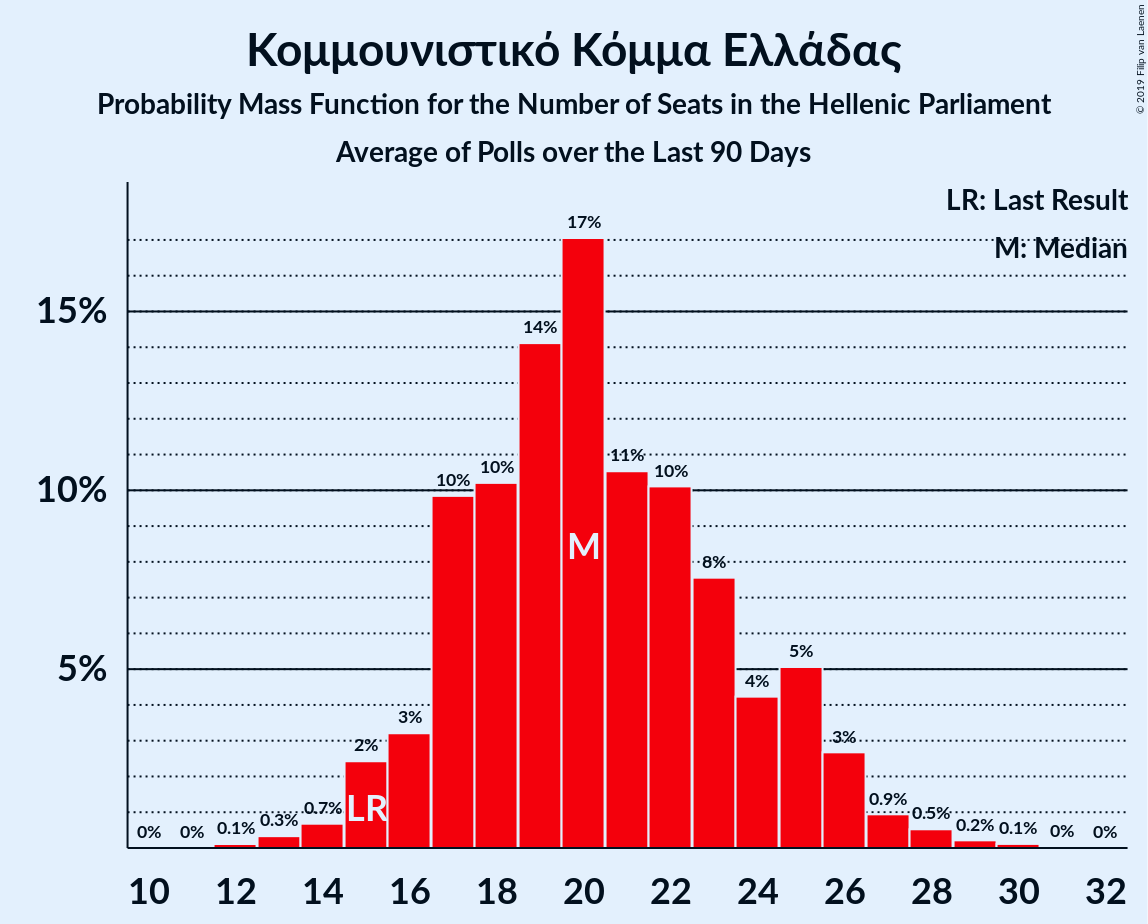 Κομμουνιστικό Κόμμα Ελλάδας
Probability Mass Function for the Number of Seats in the Hellenic Parliament
Average of Polls over the Last 90 Days
© 2019 Filip van Laenen
LR: Last Result
M: Median
15%
10%
5%
0%
0%
0.1%
0.3%
0.7%
2%
3%
10%
10%
14%
17%
11%
10%
8%
4%
5%
3%
0.9%
0.5%
0.2%
0.1%
0%
0%
LR
M
10 12 14 16 18 20 22 24 26 28 30 32